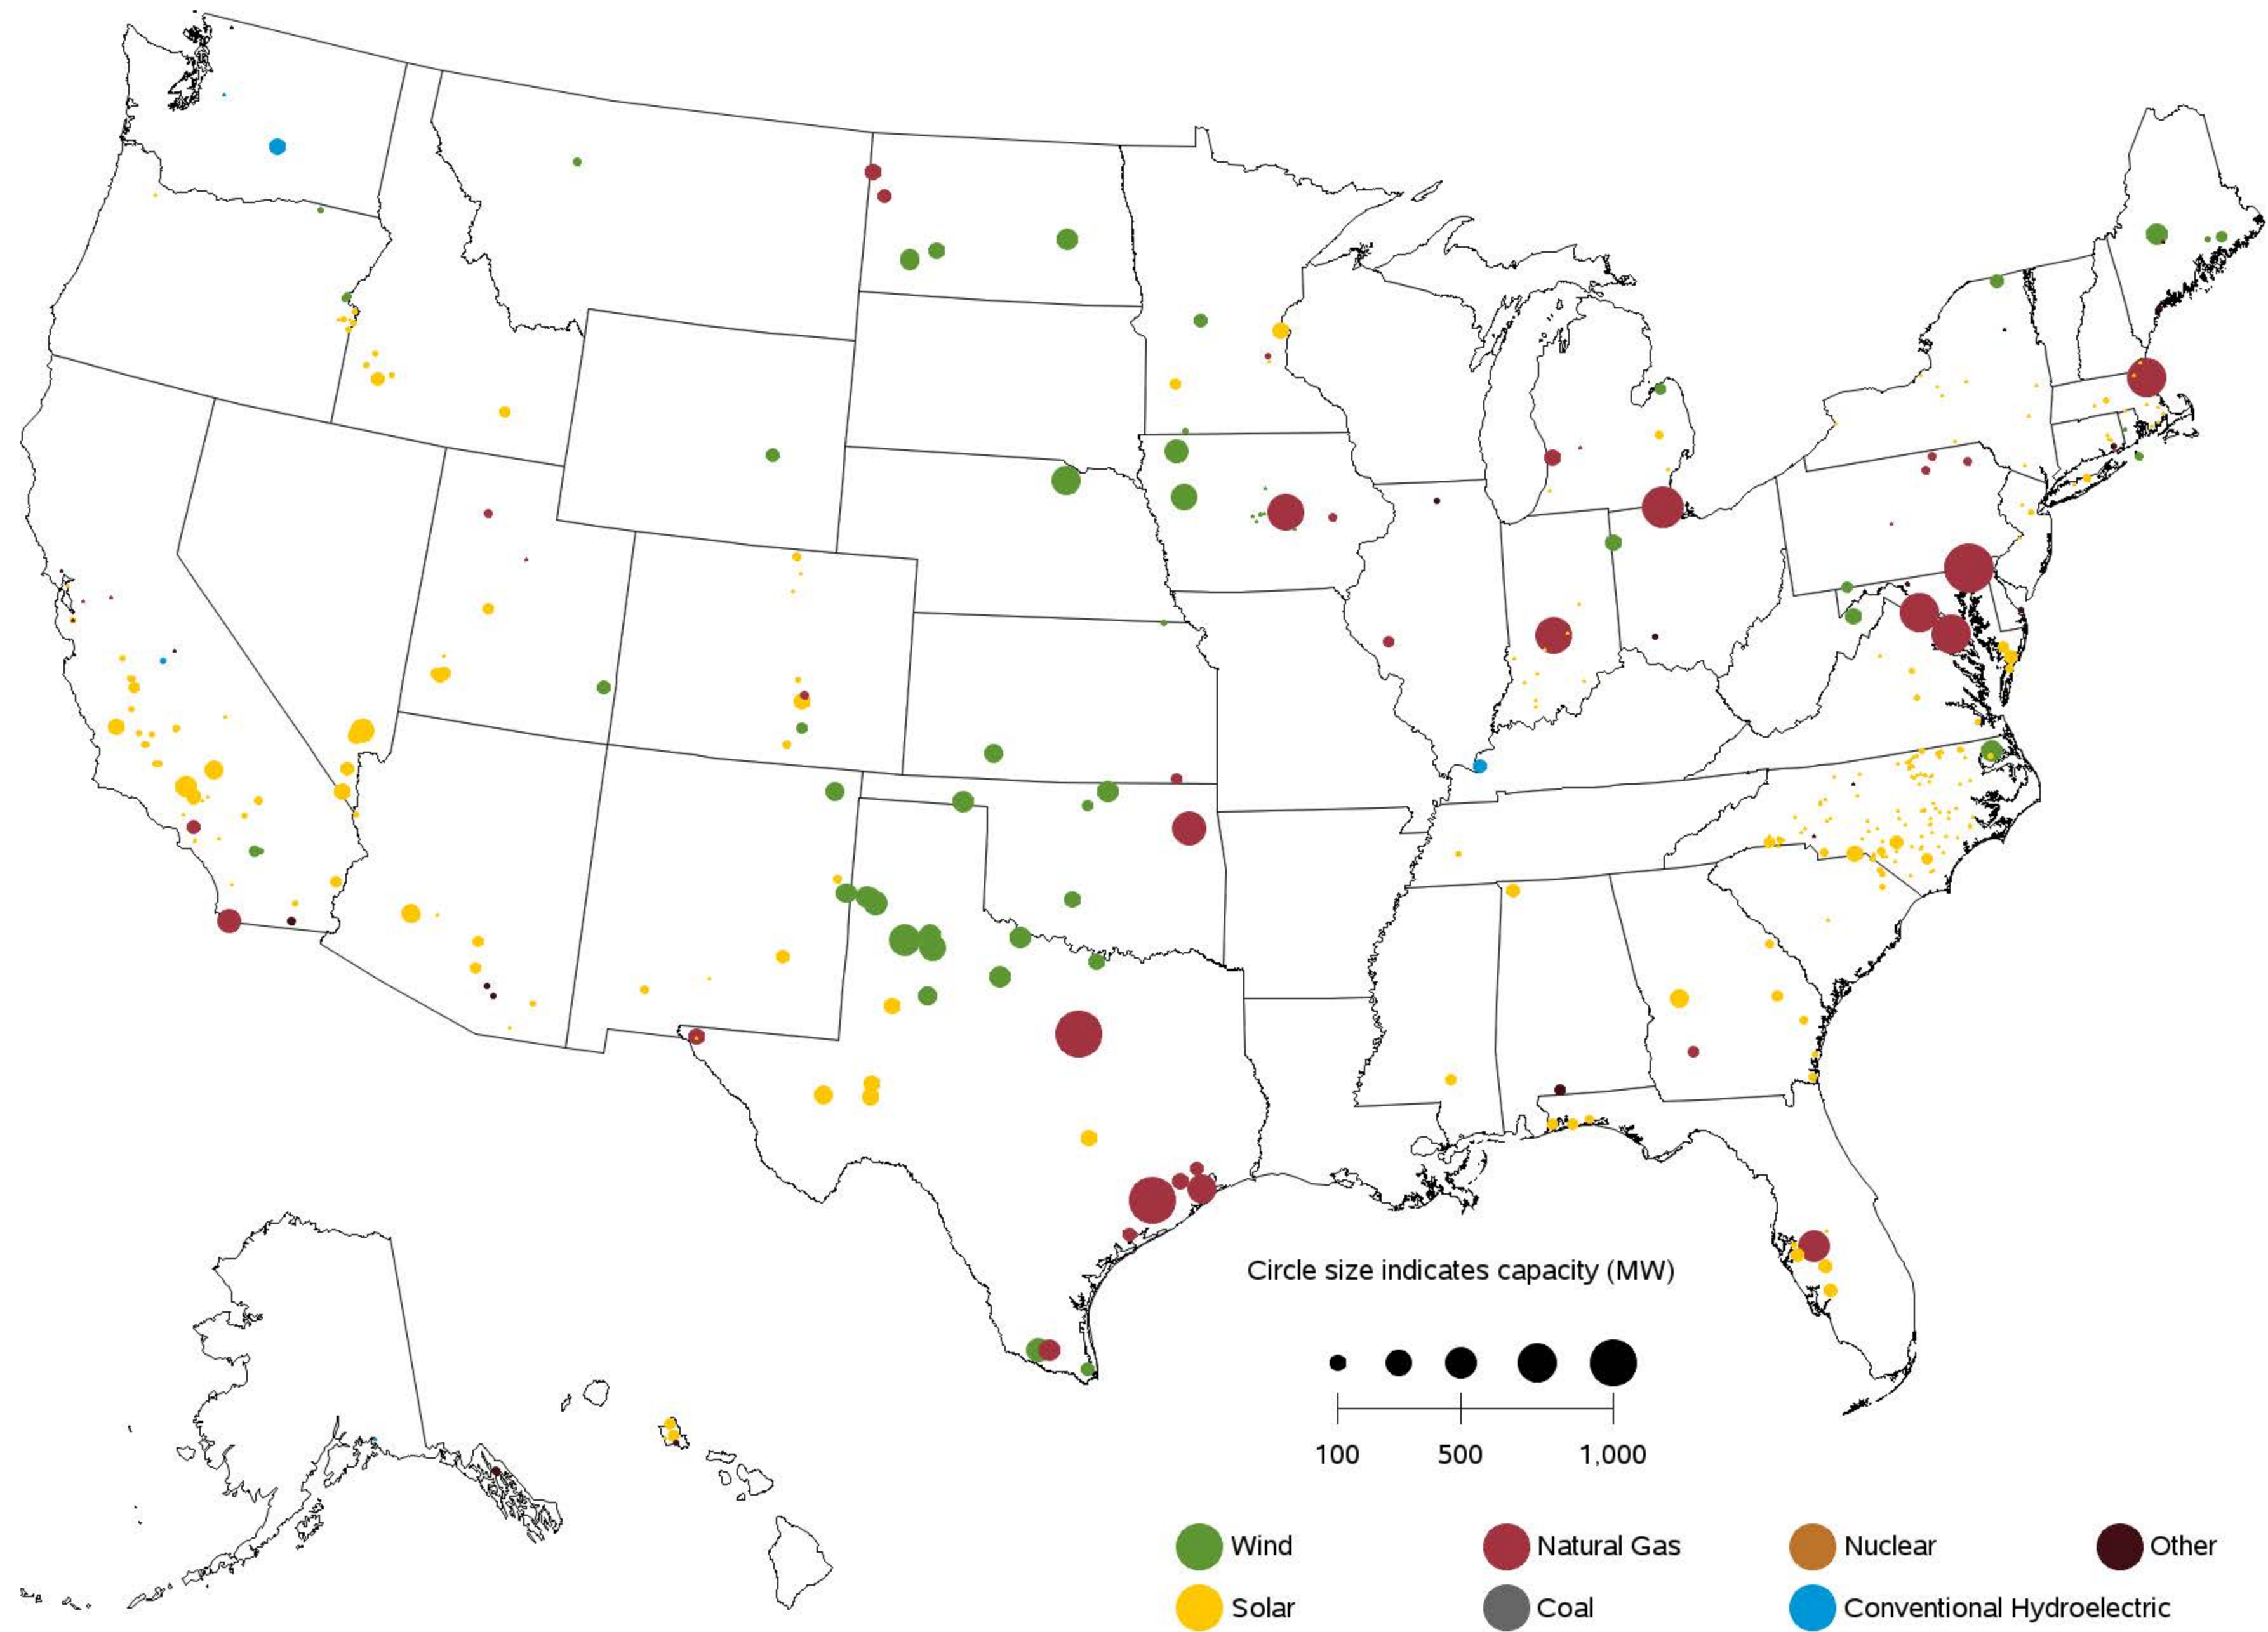 Circle size indicates capacity (MW)
100 500 1,000
Wind Natural Gas Nuclear Other
Solar Coal Conventional Hydroelectric